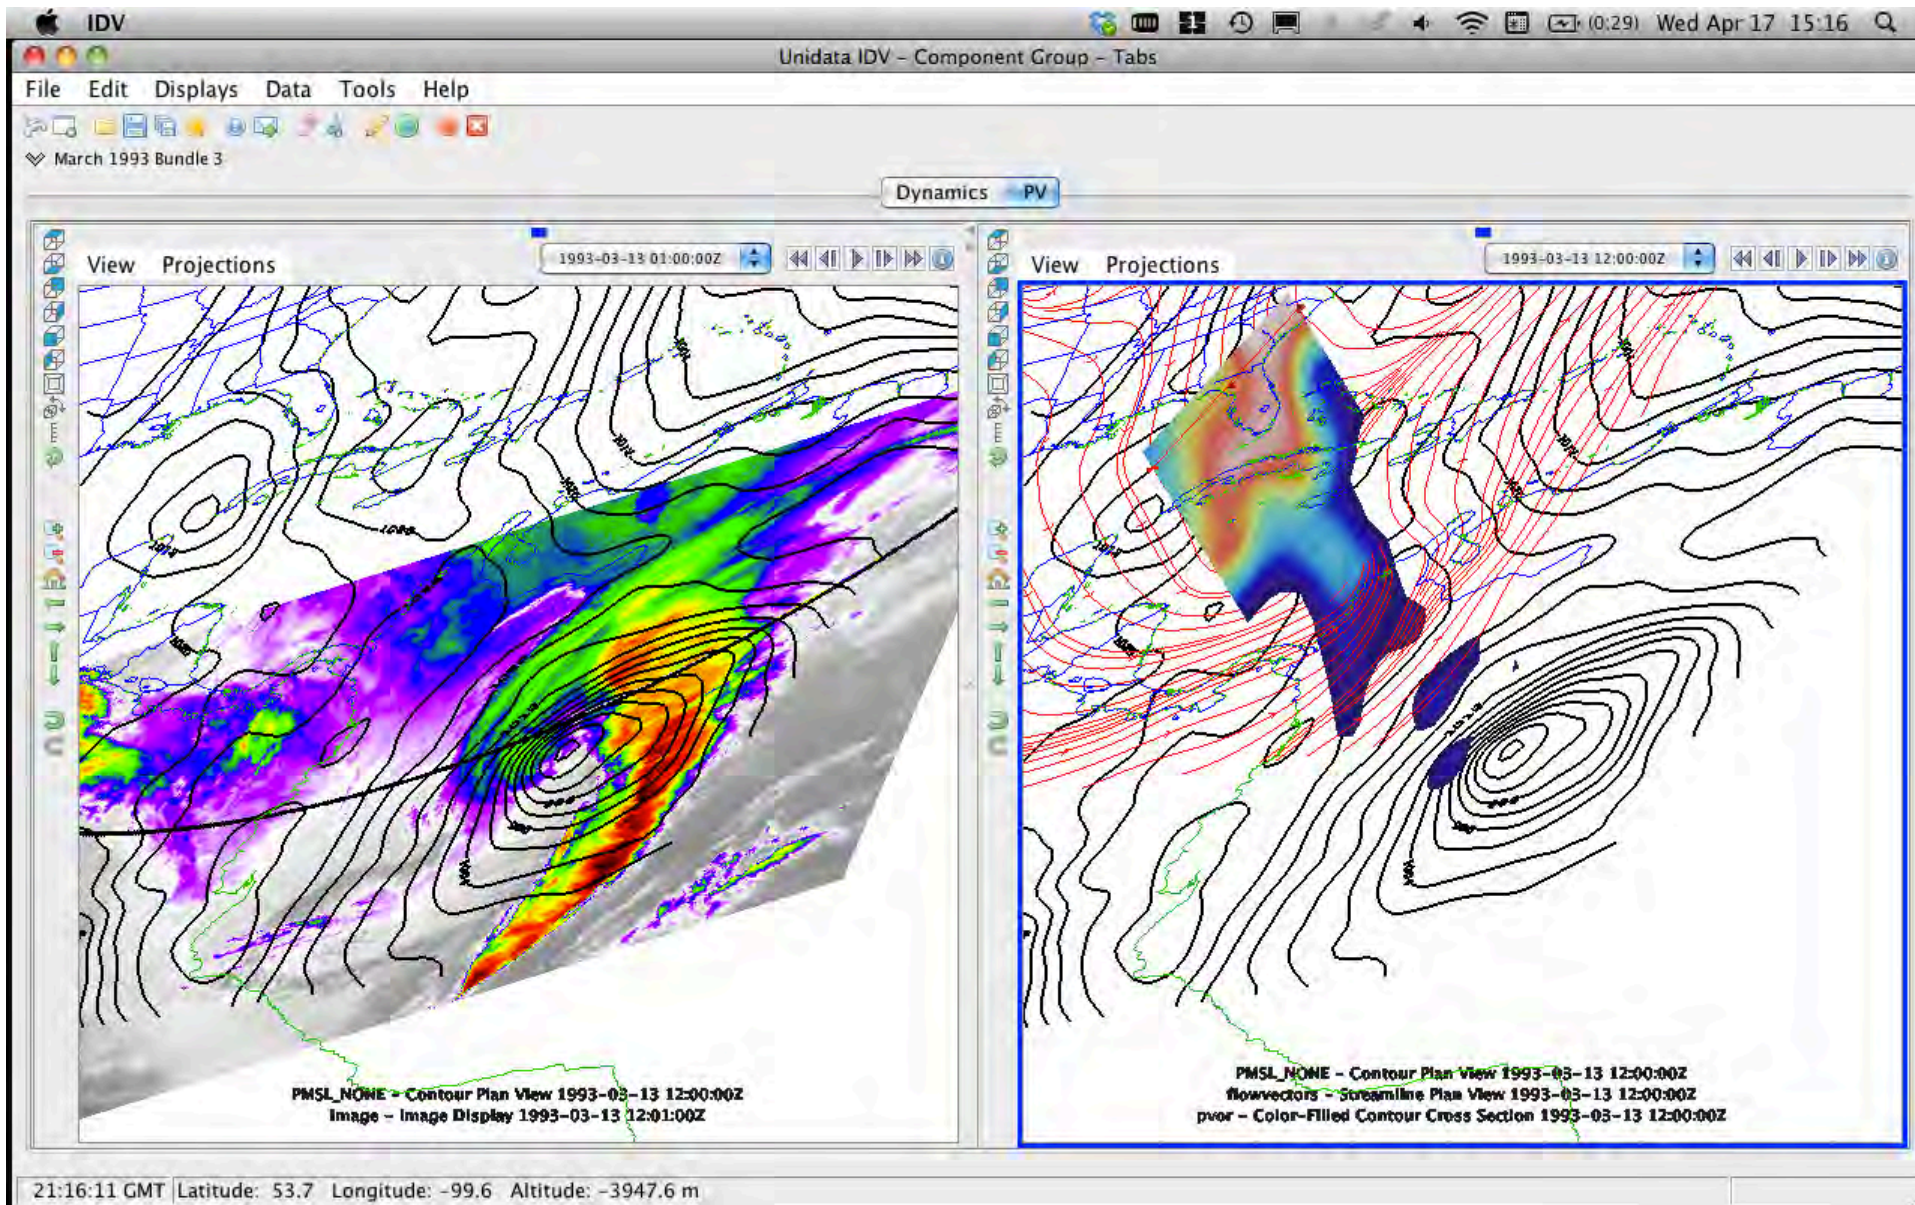 IDV
(0:29) Wed Apr 17 15:16
Unidata IDV – Component Group – Tabs
File Edit Displays Data Tools Help
March 1993 Bundle 3
Dynamics PV
View Projections
1993-03-13 01:00:00Z
View Projections
1993-03-13 12:00:00Z
PMSL_NONE - Contour Plan View 1993-03-13 12:00:00Z
Image - Image Display 1993-03-13 12:01:00Z
PMSL_NONE - Contour Plan View 1993-03-13 12:00:00Z
flowvectors - Streamline Plan View 1993-03-13 12:00:00Z
pvor - Color-Filled Contour Cross Section 1993-03-13 12:00:00Z
21:16:11 GMT Latitude: 53.7 Longitude: -99.6 Altitude: -3947.6 m